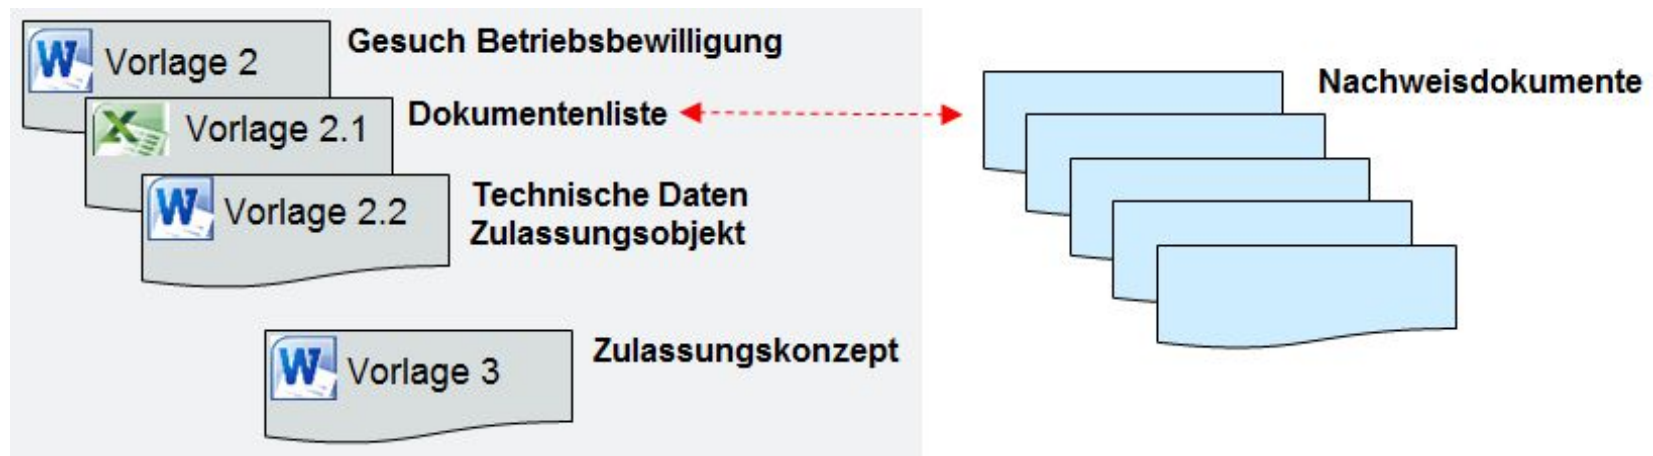 Vorlage 2
Gesuch Betriebsbewilligung
Vorlage 2.1
Dokumentenliste
Vorlage 2.2
Technische Daten
Zulassungsobjekt
Vorlage 3
Zulassungskonzept
Nachweisdokumente